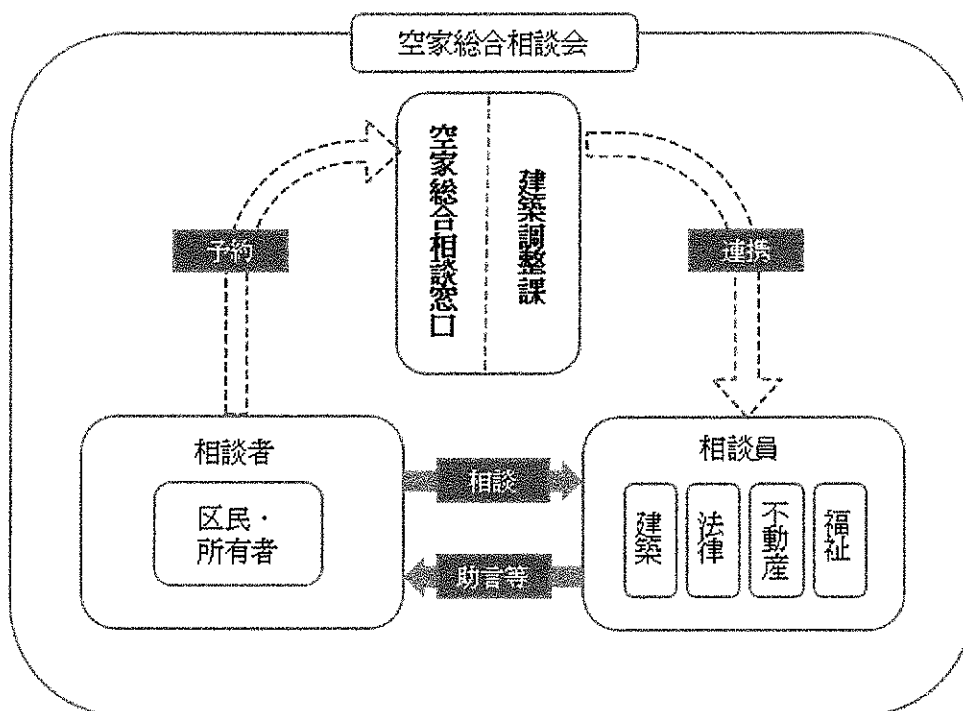 空家総合相談会
空家総合相談窓口
建築調整課
予約
連携
相談者
区民・
所有者
相談
財言等
相談員
建築
法律
不動産
福祉